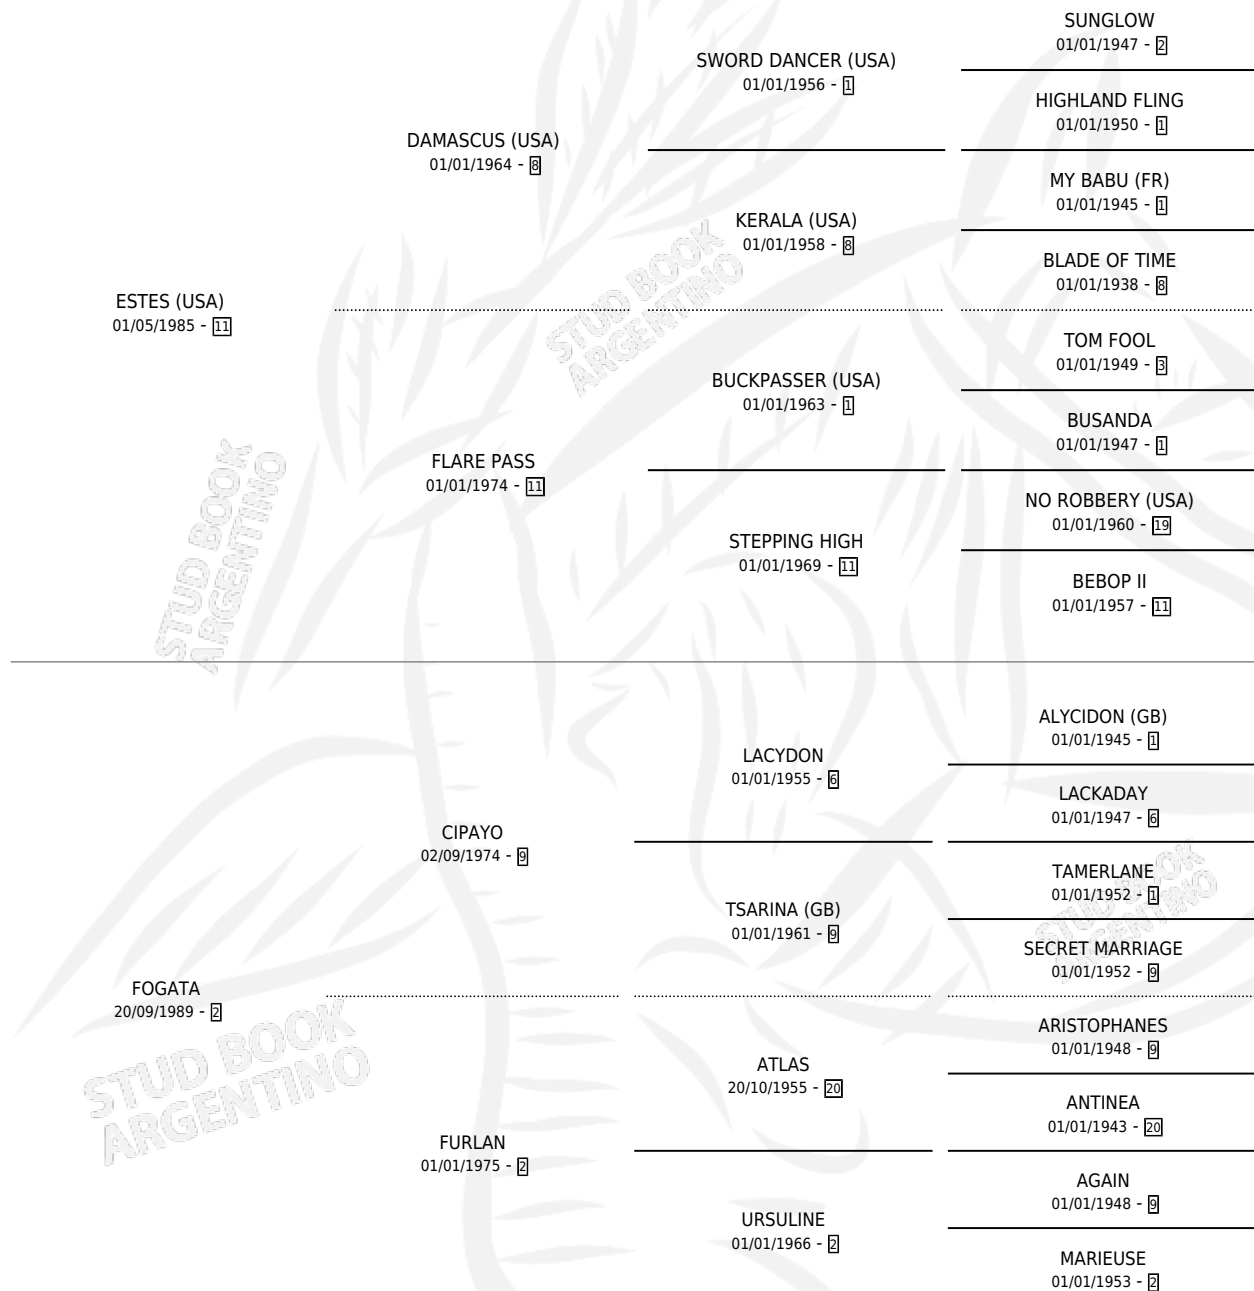 SUNGLOW
01/01/1947 - 2
SWORD DANCER (USA)
01/01/1956 - 1
HIGHLAND FLING
01/01/1950 - 1
DAMASCUS (USA)
01/01/1964 - 8
MY BABU (FR)
01/01/1945 - 1
KERALA (USA)
01/01/1958 - 8
BLADE OF TIME
01/01/1938 - 8
ESTES (USA)
01/05/1985 - 11
TOM FOOL
01/01/1949 - 3
BUCKPASSER (USA)
01/01/1963 - 1
BUSANDA
01/01/1947 - 1
FLARE PASS
01/01/1974 - 11
NO ROBBERY (USA)
01/01/1960 - 19
STEPPING HIGH
01/01/1969 - 11
BEBOP II
01/01/1957 - 11
ALYCIDON (GB)
01/01/1945 - 1
LACYDON
01/01/1955 - 6
LACKADAY
01/01/1947 - 6
CIPAYO
02/09/1974 - 9
TAMERLANE
01/01/1952 - 1
TSARINA (GB)
01/01/1961 - 9
SECRET MARRIAGE
01/01/1952 - 9
FOGATA
20/09/1989 - 2
ARISTOPHANES
01/01/1948 - 9
ATLAS
20/10/1955 - 20
ANTINEA
01/01/1943 - 20
FURLAN
01/01/1975 - 2
AGAIN
01/01/1948 - 9
URSULINE
01/01/1966 - 2
MARIEUSE
01/01/1953 - 2
STUD BOOK
ARGENTINO
STUD BOOK
ARGENTINO
STUD BOOK
ARGENTINO
STUD BOOK
ARGENTINO